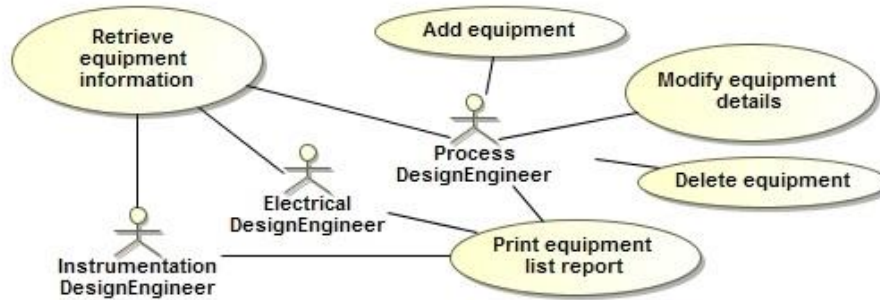 Retrieve
equipment
information
Add equipment
Modify equipment
details
Process
DesignEngineer
Delete equipment
Electrical
DesignEngineer
Print equipment
list report
Instrumentation
DesignEngineer